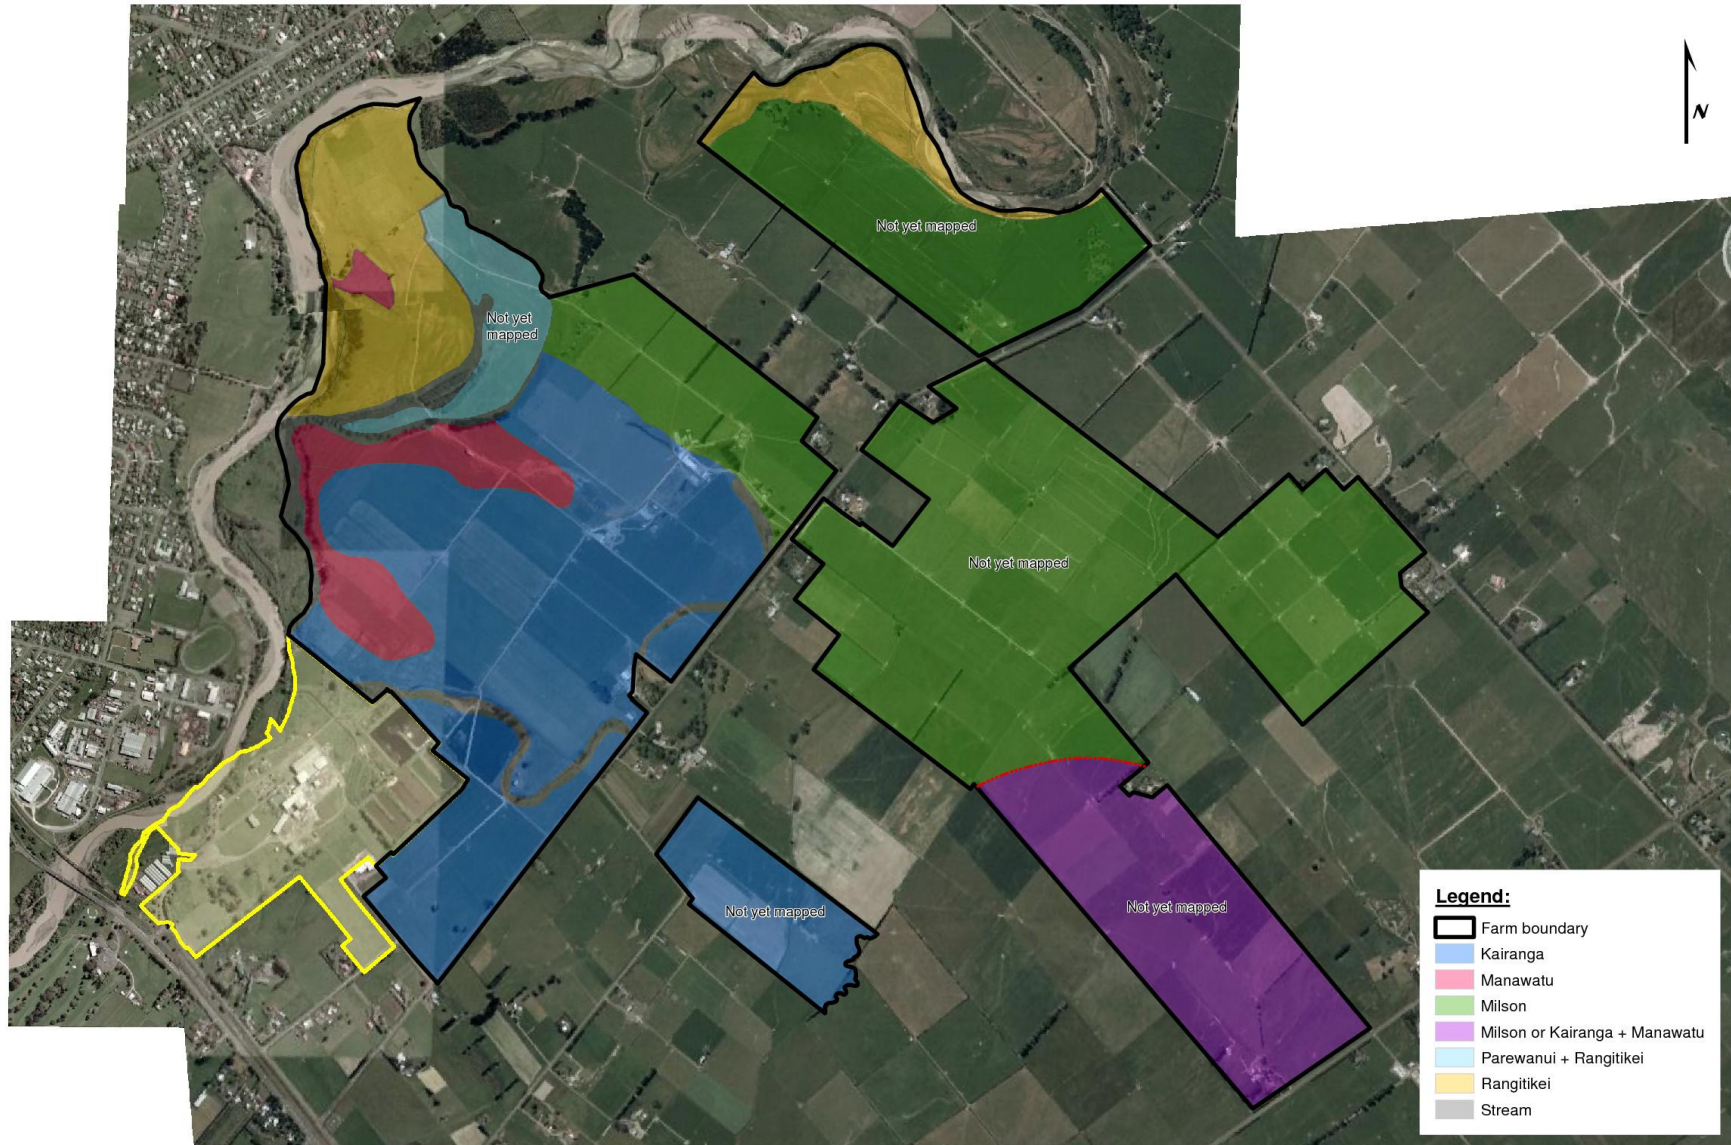 N
Not yet mapped
Not yet
mapped
Not yet mapped
Not yet mapped
Not yet mapped
Legend:
Farm boundary
Kairanga
Manawatu
Milson
Milson or Kairanga + Manawatu
Parewanui + Rangitikei
Rangitikei
Stream